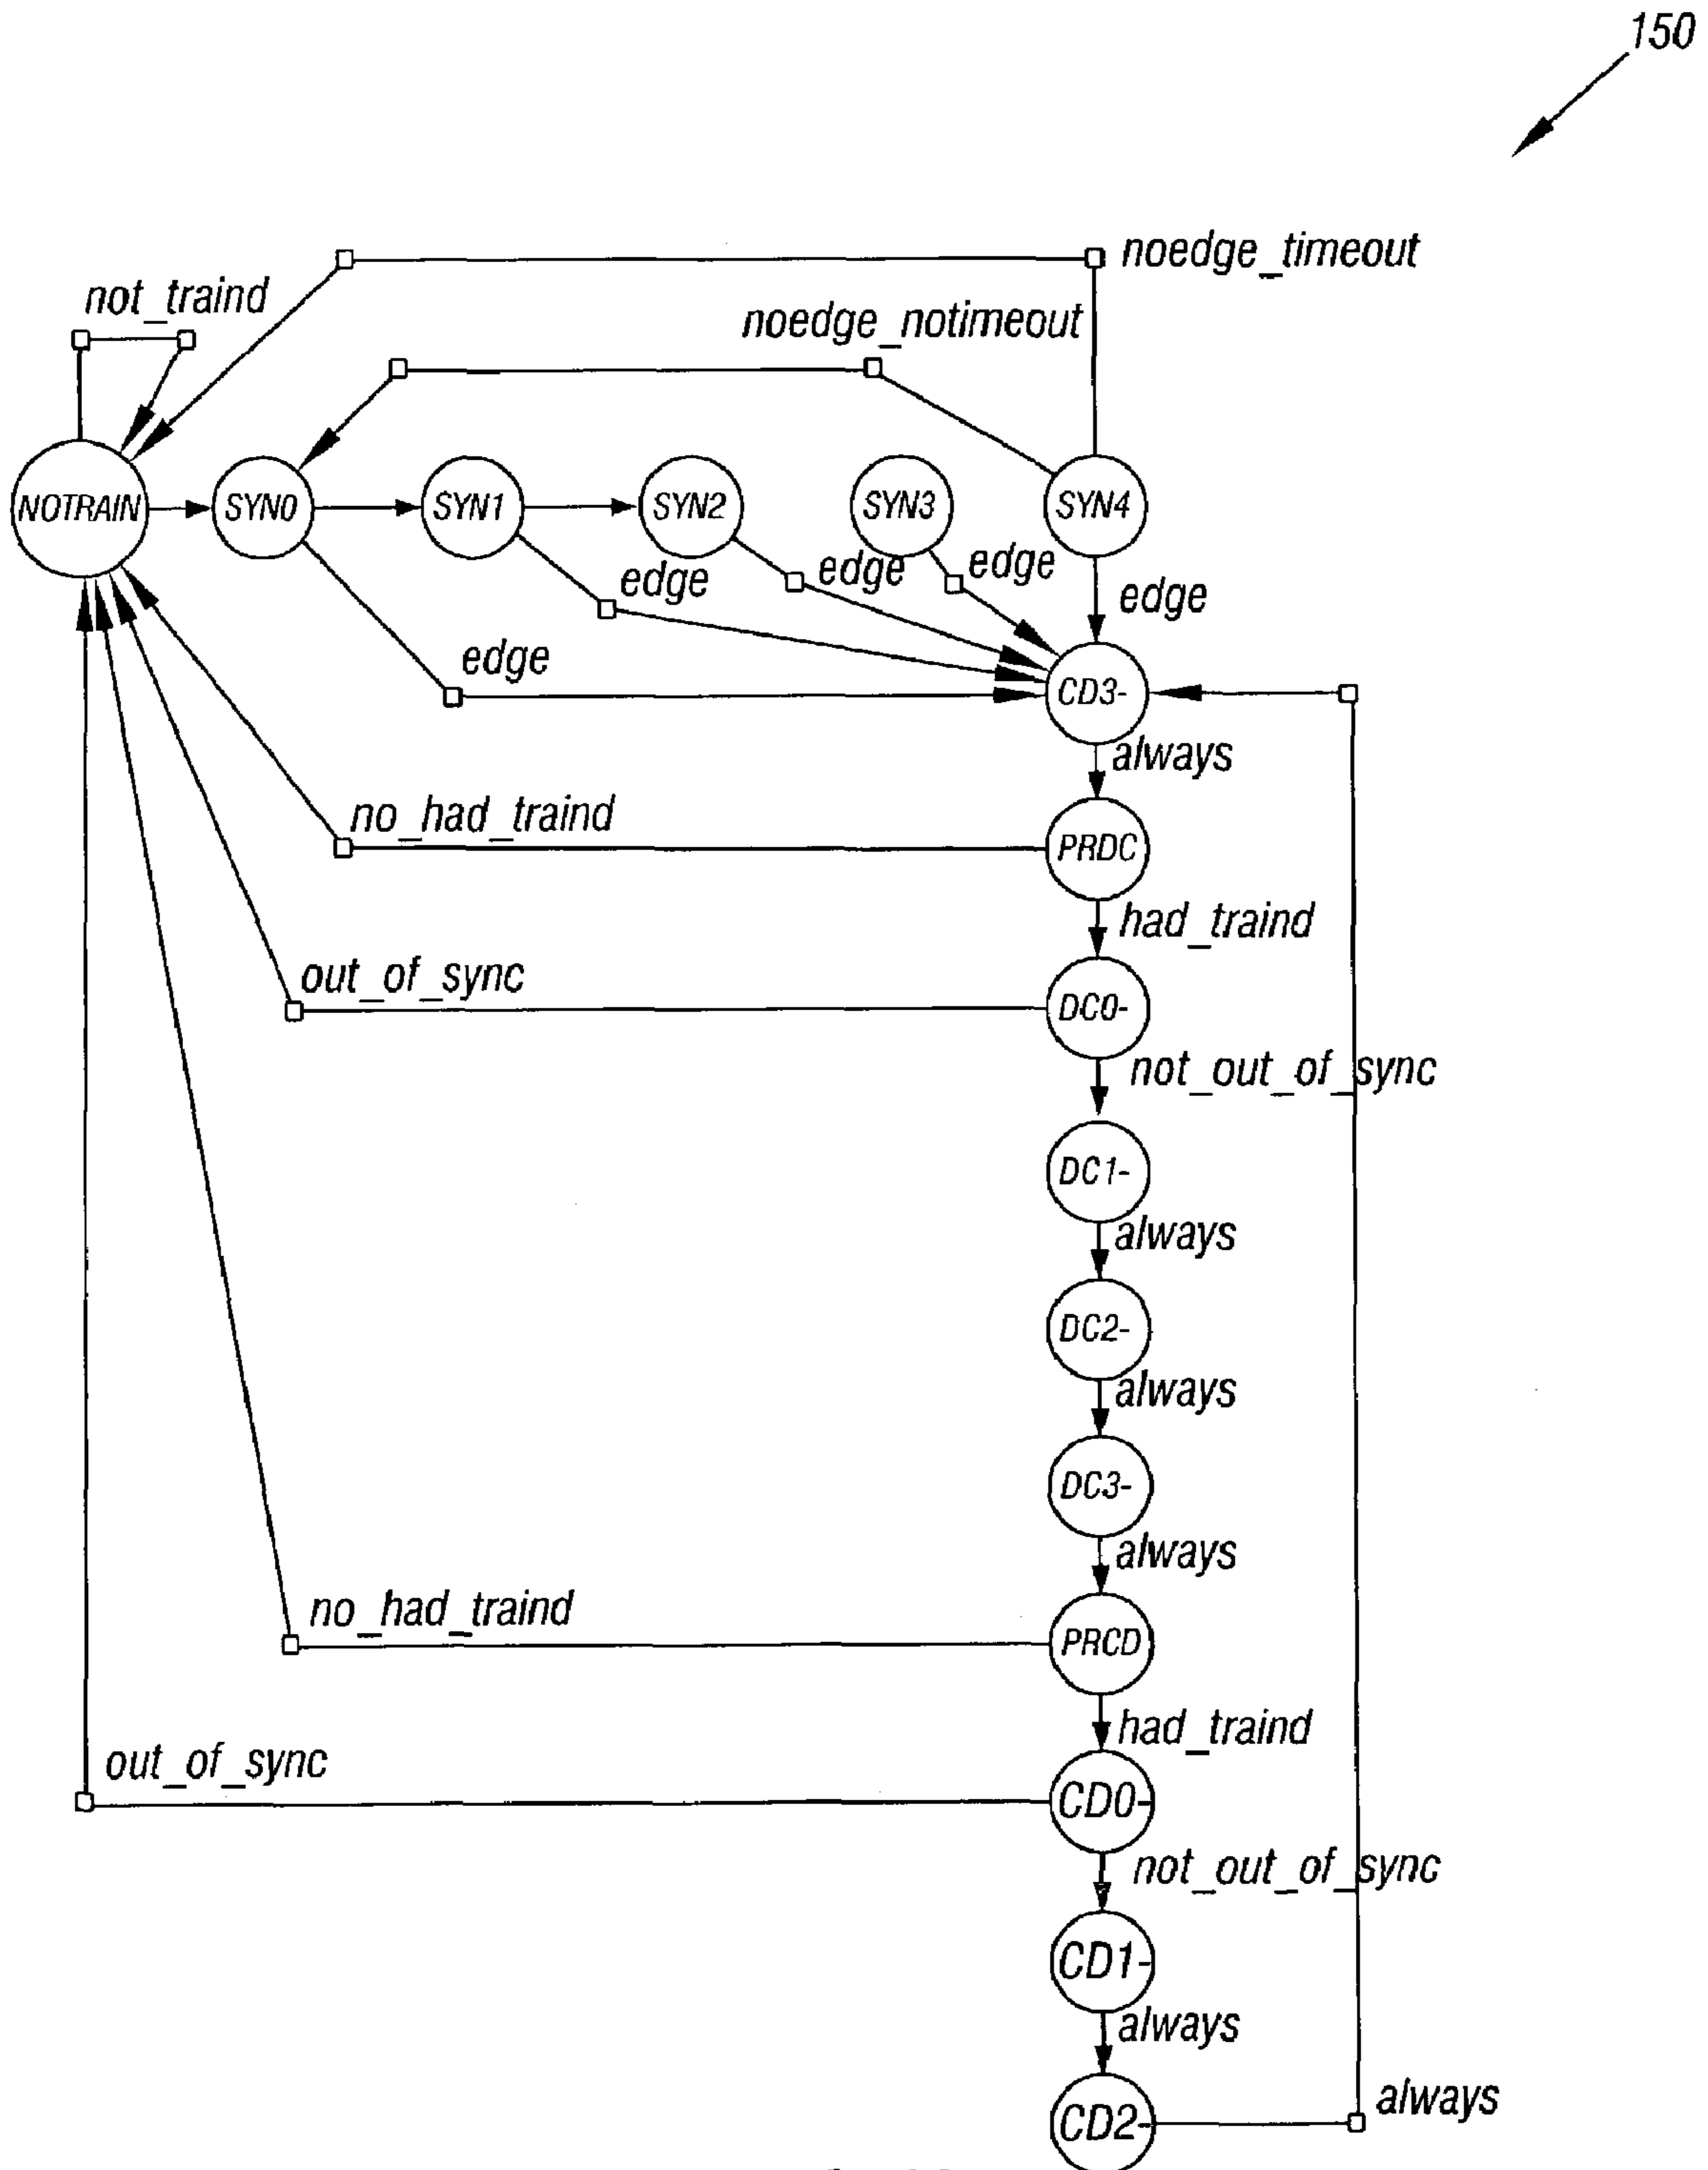 150
noedge_timeout
not_traind
noedge_notimeout
NOTRAIN
SYN0
SYN1
SYN2
SYN3
SYN4
edge
edge
edge
edge
edge
CD3-
always
no_had_traind
PRDC
had_traind
out_of_sync
DC0-
not_out_of_sync
DC1-
always
DC2-
always
DC3-
always
no_had_traind
PRCD
had_traind
out_of_sync
CD0-
not_out_of_sync
CD1-
always
CD2-
always